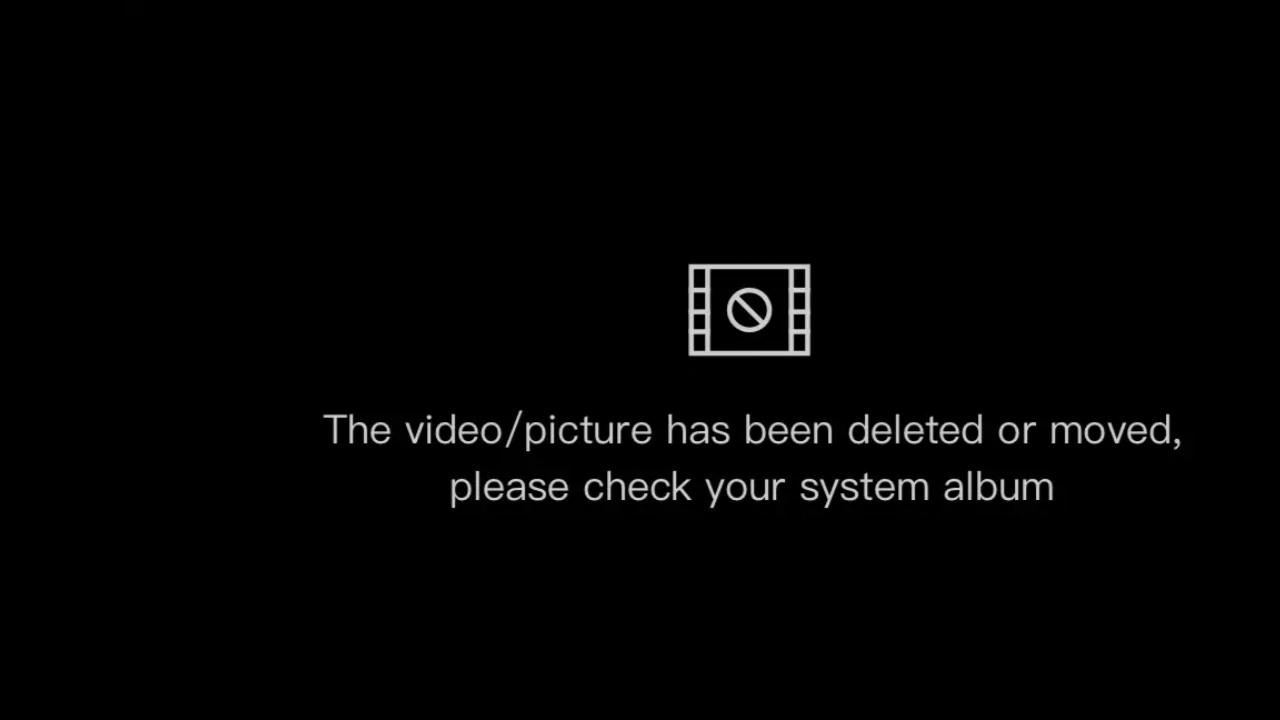 The video/picture has been deleted or moved,
please check your system album